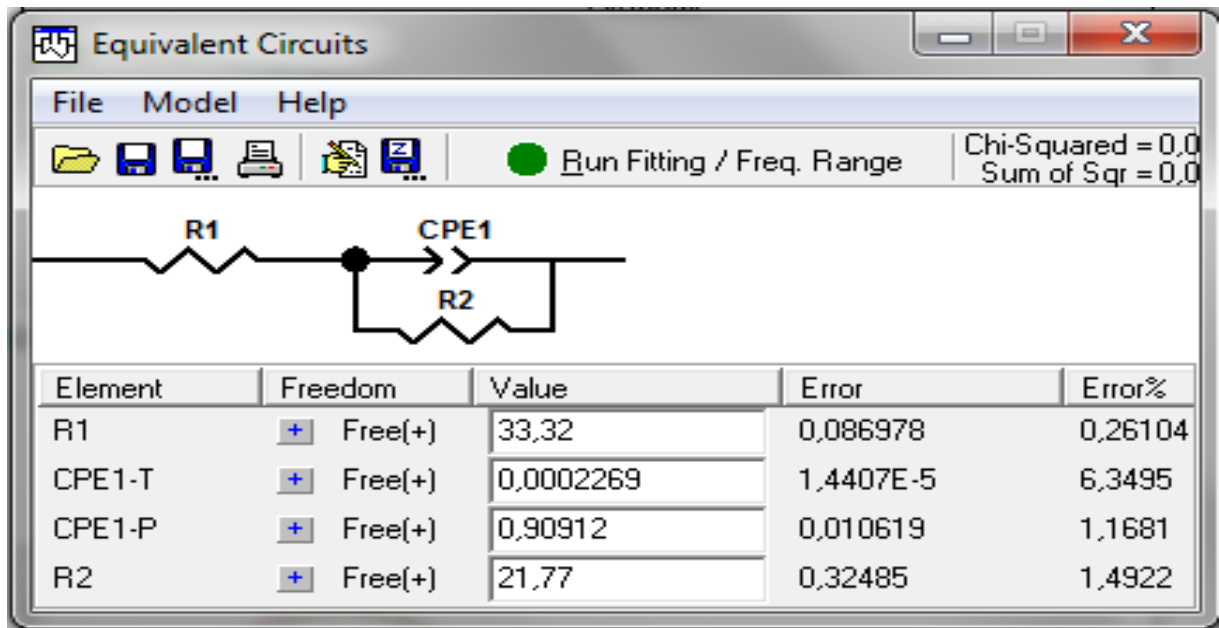 Equivalent Circuits
File Model Help
Run Fitting / Freq. Range
Chi-Squared = 0,0
Sum of Sqr = 0,0
R1 CPE1
R2
Element Freedom Value Error Error%
R1 + Free(+) 33,32 0,086978 0,26104
CPE1-T + Free(+) 0,0002269 1,4407E-5 6,3495
CPE1-P + Free(+) 0,90912 0,010619 1,1681
R2 + Free(+) 21,77 0,32485 1,4922